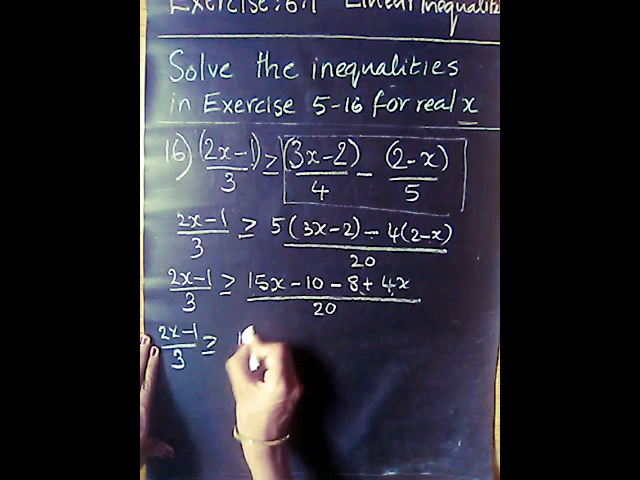 Exercise: 6.1 Linear Inequaliti
Solve the inequalities
in Exercise 5-16 for real x
16) (2x-1)/3 ≥ (3x-2)/4 - (2-x)/5
2x-1/3 ≥ 5(3x-2) - 4(2-x)/20
2x-1/3 ≥ 15x - 10 - 8 + 4x/20
2x-1/3 ≥ 1